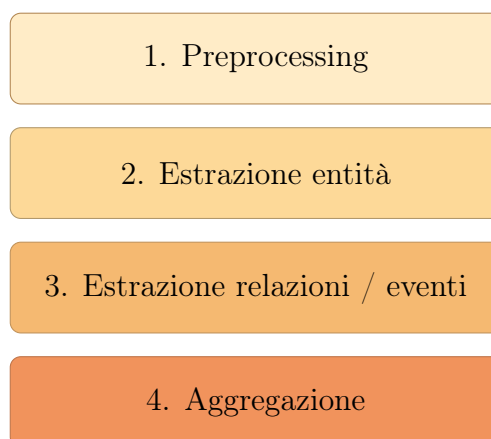 1. Preprocessing
2. Estrazione entità
3. Estrazione relazioni / eventi
4. Aggregazione